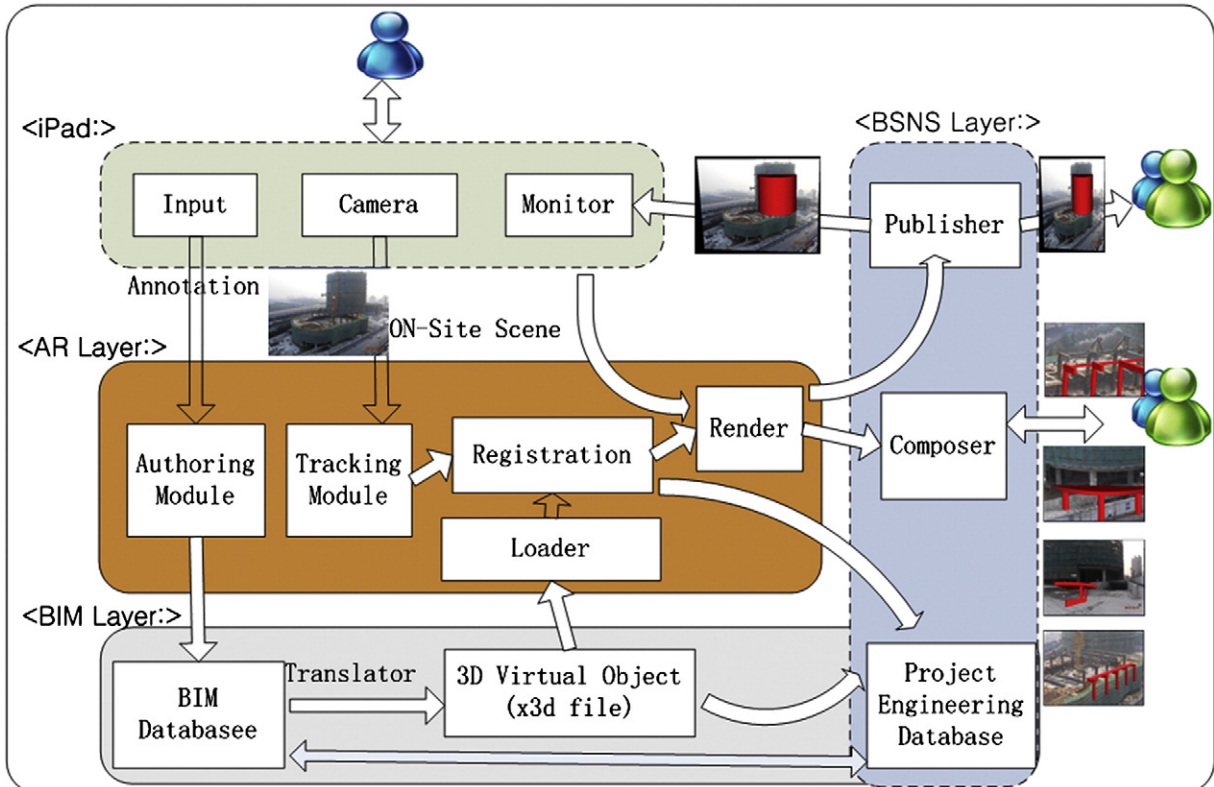 <iPad:>
<BSNS Layer:>
Input
Camera
Monitor
Publisher
Annotation
ON-Site Scene
<AR Layer:>
Authoring
Module
Tracking
Module
Registration
Render
Composer
Loader
<BIM Layer:>
BIM
Databasee
Translator
3D Virtual Object
(x3d file)
Project
Engineering
Database